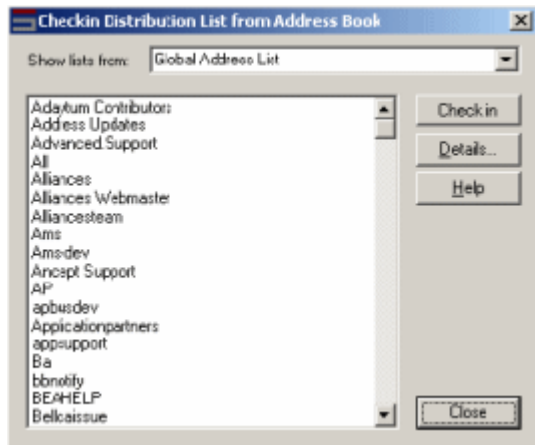 Checkin Distribution List from Address Book
Show lists from: Global Address List
Adaytum Contributors
Address Updates
Advanced Support
All
Alliances
Alliances Webmaster
Alliancesteam
Ams
Ams-dev
Ancept Support
AP
apbusdev
Applicationpartners
appsupport
Ba
bbnotify
BEAHELP
Belkaissue
Check in
Details...
Help
Close